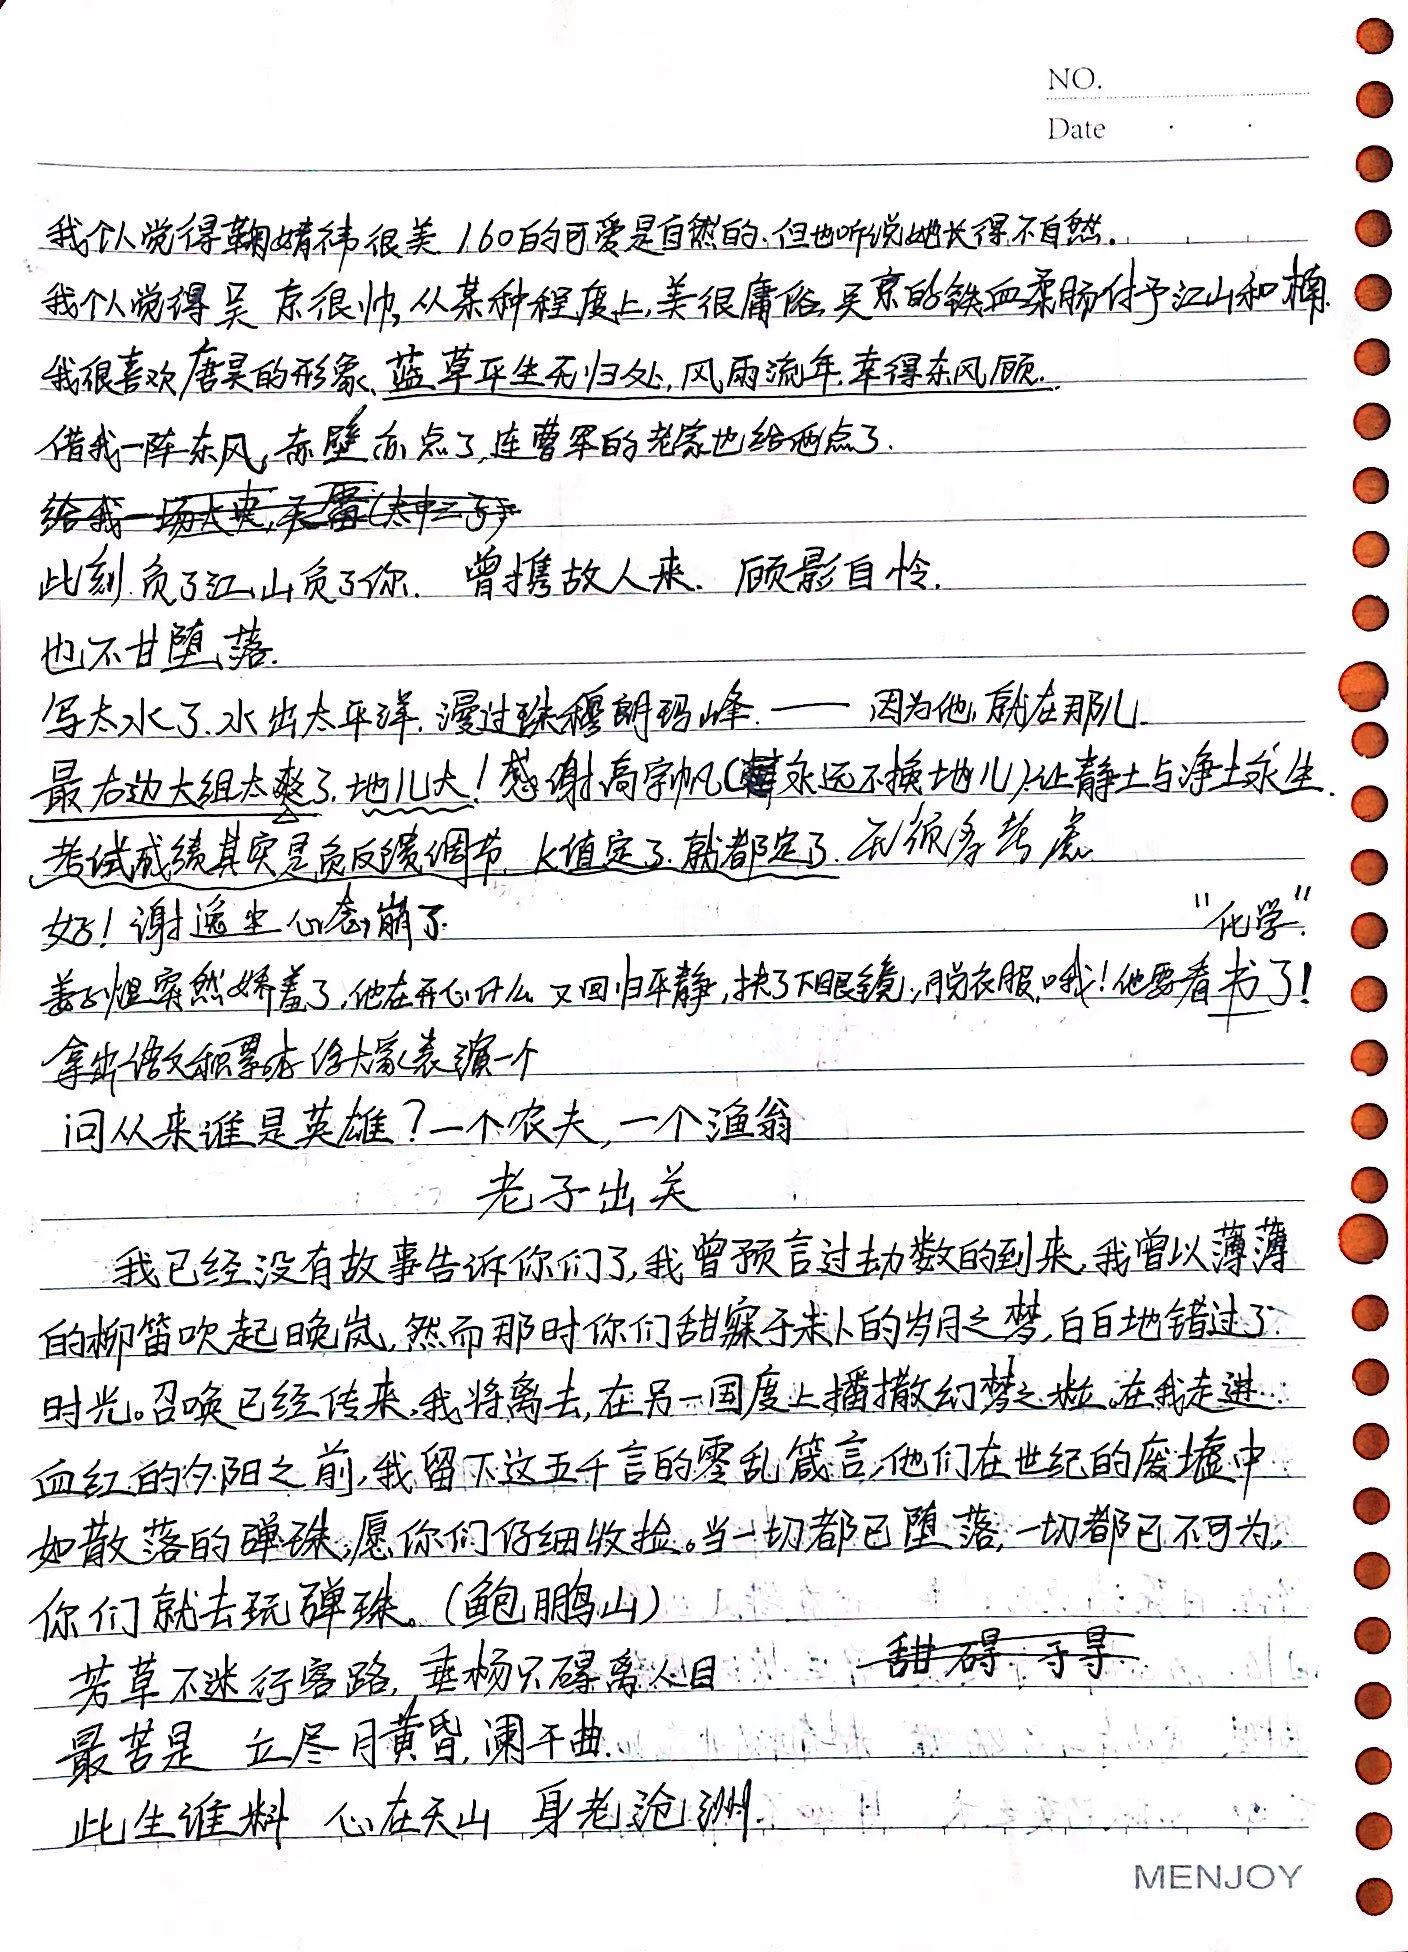 NO.
Date
我个人觉得鞠婧祎很美.160的可爱是自然的.但也听说她长得不自然.
我个人觉得吴京很帅,从某种程度上,美很庸俗,吴京的铁血柔肠付予江山和楠.
我很喜欢唐昊的形象、蓝草平生无归处,风雨流年.幸得东风顾.
借我一阵东风,赤壁亦点了,连曹军的老家也给而点了.
给我一场大
此刻.负了江山负了你.曾携故人来.顾影自怜.
也不甘堕落.
写太水了.水出太平洋.漫过珠穆朗玛峰.——因为他,就在那儿.
最右边大组太爽了.地儿大!感谢高宇帆(永远不换地儿).让静土与净土永生.
考试成绩其实是负反馈调节.k值定了.就都定了.无须多考虑
好!谢逸尘心态崩了.
"化学".
姜子煜突然娇羞了,他在开心什么.又回归平静,扶了下眼镜,脱衣服.哦!他要看书了!
拿出语文积累本给大家表演一个
问从来谁是英雄?一个农夫,一个渔翁
老子出关
我已经没有故事告诉你们了,我曾预言过劫数的到来,我曾以薄薄
的柳笛吹起晚岚,然而那时你们甜寐于未卜的岁月之梦,白白地错过了
时光。召唤已经传来,我将离去,在另一国度上播撒幻梦之粒。在我走进
血红的夕阳之前,我留下这五千言的零乱箴言,他们在世纪的废墟中
如散落的弹珠,愿你们仔细收捡。当一切都已堕落,一切都已不可为,
你们就去玩弹珠。(鲍鹏山)
甜 碍 于 寻
芳草不迷行客路,垂杨只碍离人目
最苦是 立尽月黄昏,阑干曲.
此生谁料 心在天山 身老沧洲.
MENJOY